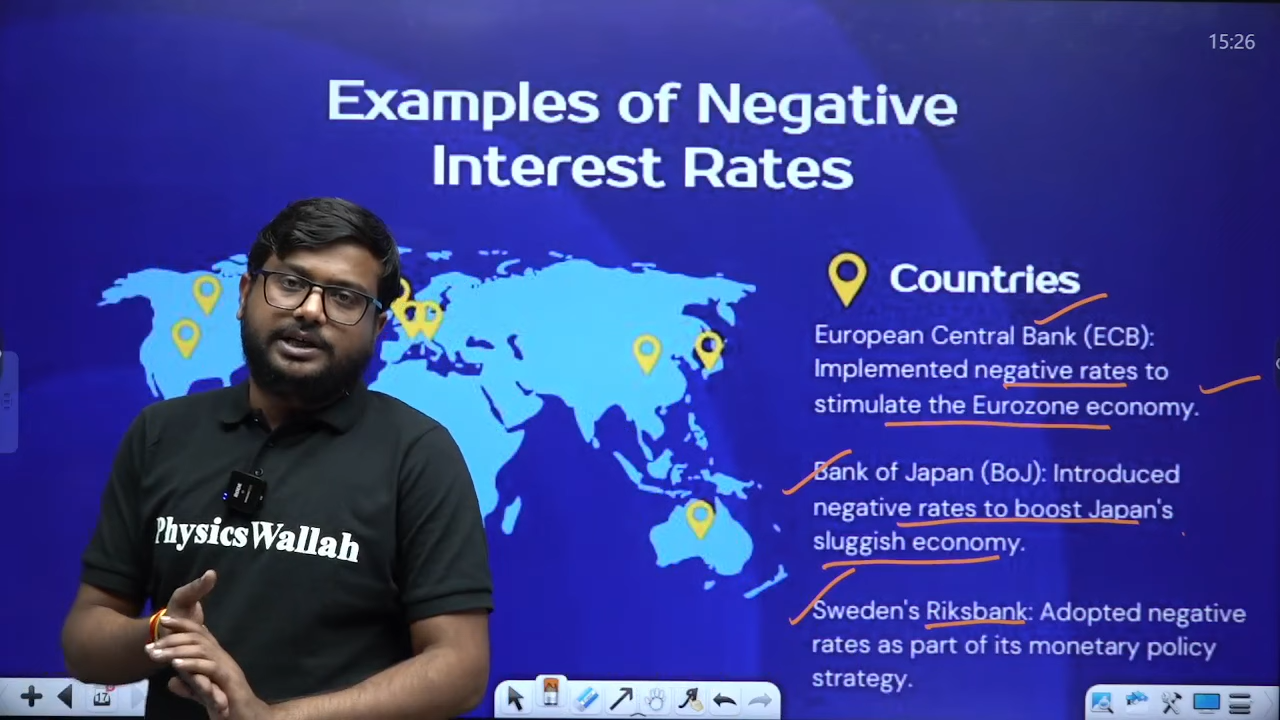 15:26
Examples of Negative
Interest Rates
Countries
European Central Bank (ECB):
Implemented negative rates to
stimulate the Eurozone economy.
Bank of Japan (BoJ): Introduced
negative rates to boost Japan's
sluggish economy.
Sweden's Riksbank: Adopted negative
rates as part of its monetary policy
strategy.
PhysicsWallah
17